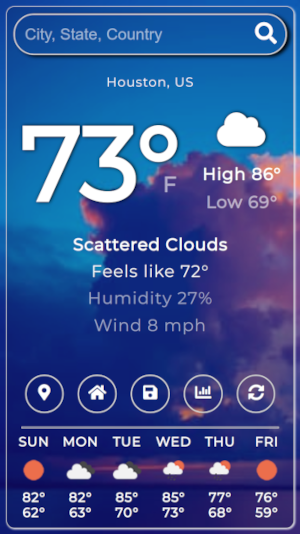 City, State, Country
Houston, US
73° F
High 86°
Low 69°
Scattered Clouds
Feels like 72°
Humidity 27%
Wind 8 mph
SUN MON TUE WED THU FRI
82° 82° 85° 85° 77° 76°
62° 63° 70° 73° 68° 59°